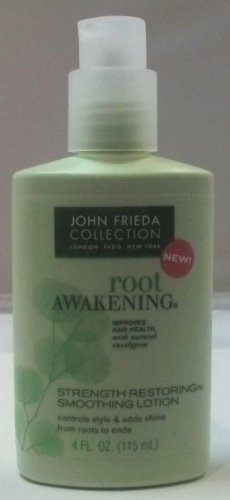 JOHN FRIEDA
COLLECTION
LONDON PARIS NEW YORK
NEW!
root
AWAKENING®
IMPROVES
HAIR HEALTH
with natural
eucalyptus
STRENGTH RESTORING™
SMOOTHING LOTION
controls style & adds shine
from roots to ends
4 FL. OZ. (115 mL)